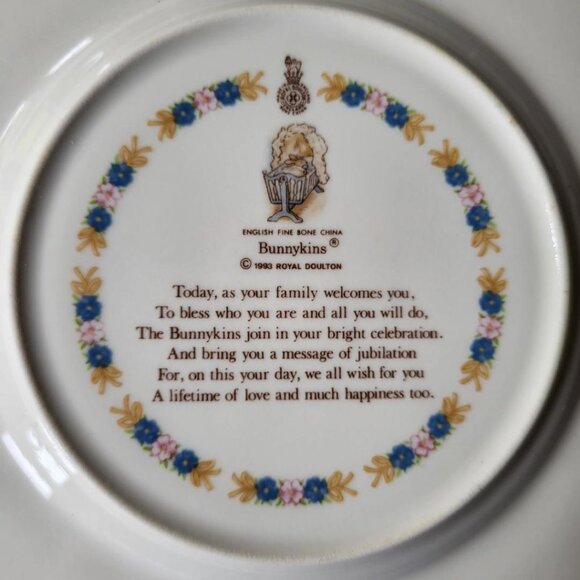 ENGLISH FINE BONE CHINA
Bunnykins ®
© 1993 ROYAL DOULTON
Today, as your family welcomes you,
To bless who you are and all you will do,
The Bunnykins join in your bright celebration.
And bring you a message of jubilation
For, on this your day, we all wish for you
A lifetime of love and much happiness too.